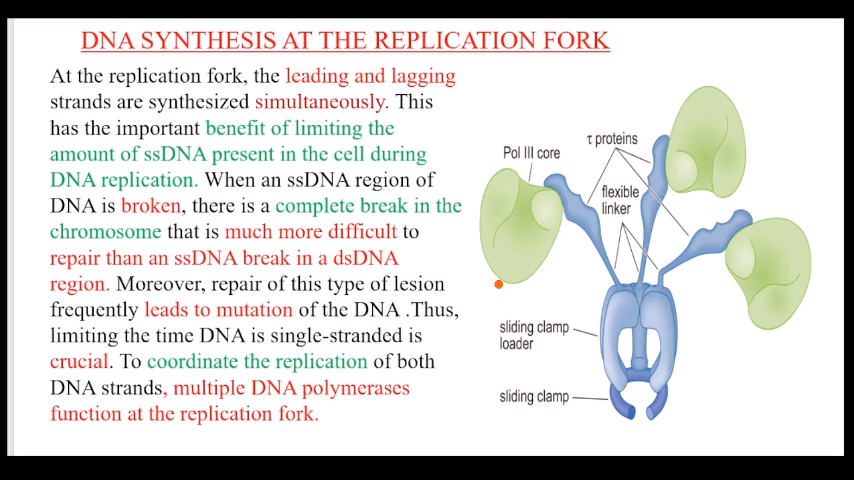 DNA SYNTHESIS AT THE REPLICATION FORK
At the replication fork, the leading and lagging
strands are synthesized simultaneously. This
has the important benefit of limiting the
amount of ssDNA present in the cell during
DNA replication. When an ssDNA region of
DNA is broken, there is a complete break in the
chromosome that is much more difficult to
repair than an ssDNA break in a dsDNA
region. Moreover, repair of this type of lesion
frequently leads to mutation of the DNA .Thus,
limiting the time DNA is single-stranded is
crucial. To coordinate the replication of both
DNA strands, multiple DNA polymerases
function at the replication fork.
τ proteins
Pol III core
flexible
linker
sliding clamp
loader
sliding clamp